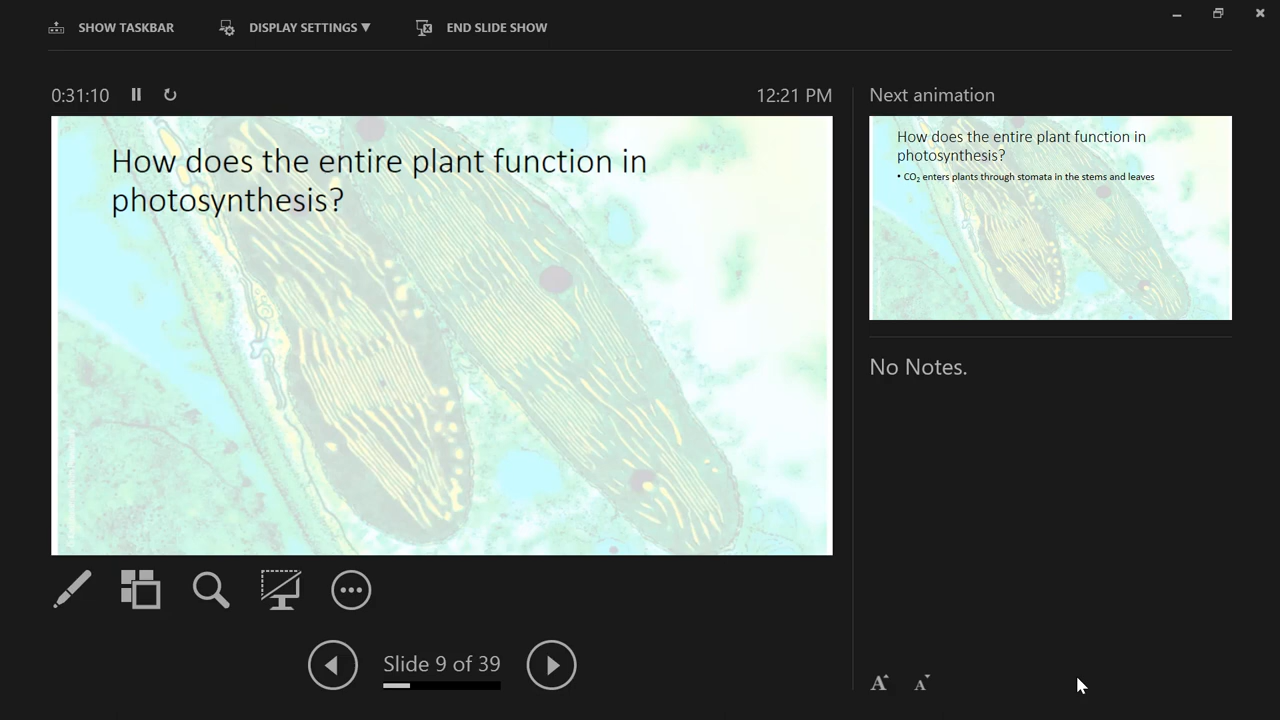 SHOW TASKBAR
DISPLAY SETTINGS ▼
END SLIDE SHOW
0:31:10
12:21 PM
How does the entire plant function in
photosynthesis?
Slide 9 of 39
Next animation
How does the entire plant function in
photosynthesis?
• CO₂ enters plants through stomata in the stems and leaves
No Notes.
A A